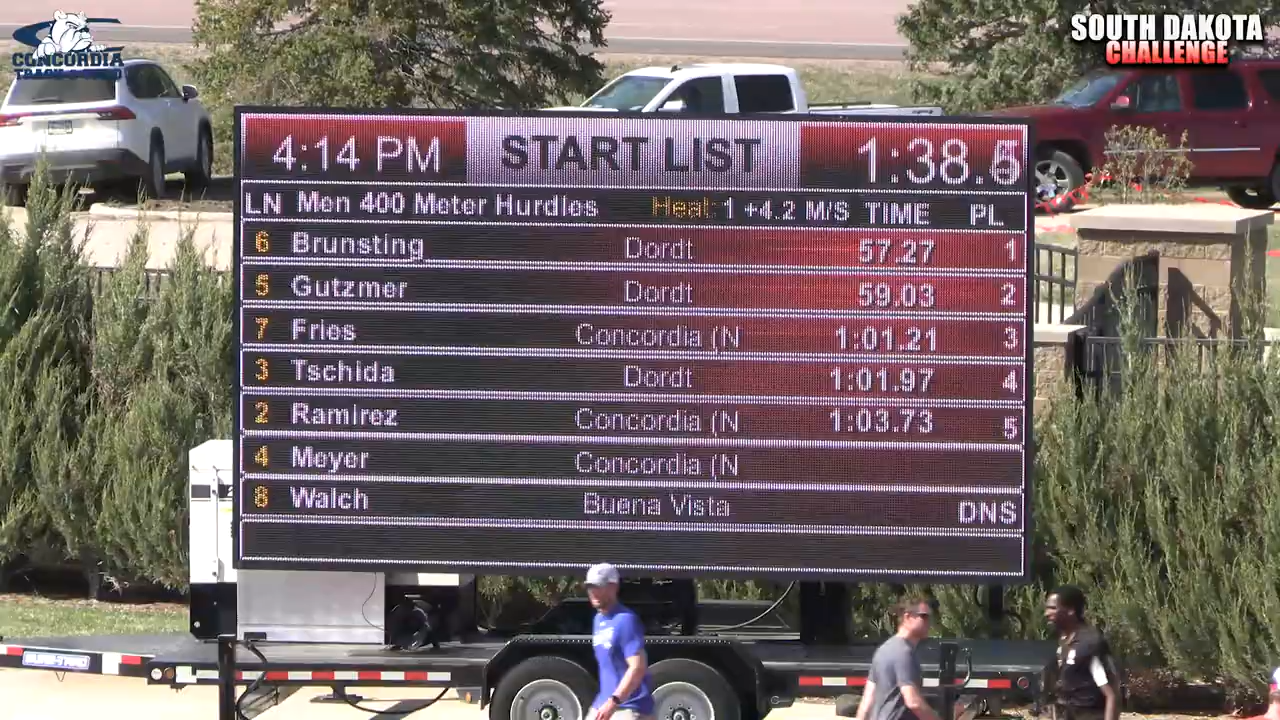 CONCORDIA
SOUTH DAKOTA
CHALLENGE
4:14 PM START LIST 1:38.
LN Men 400 Meter Hurdles Heat: 1 +4.2 M/S TIME PL
6 Brunsting Dordt 57.27 1
5 Gutzmer Dordt 59.03 2
7 Fries Concordia (N 1:01.21 3
3 Tschida Dordt 1:01.97 4
2 Ramirez Concordia (N 1:03.73 5
4 Meyer Concordia (N
8 Walch Buena Vista DNS